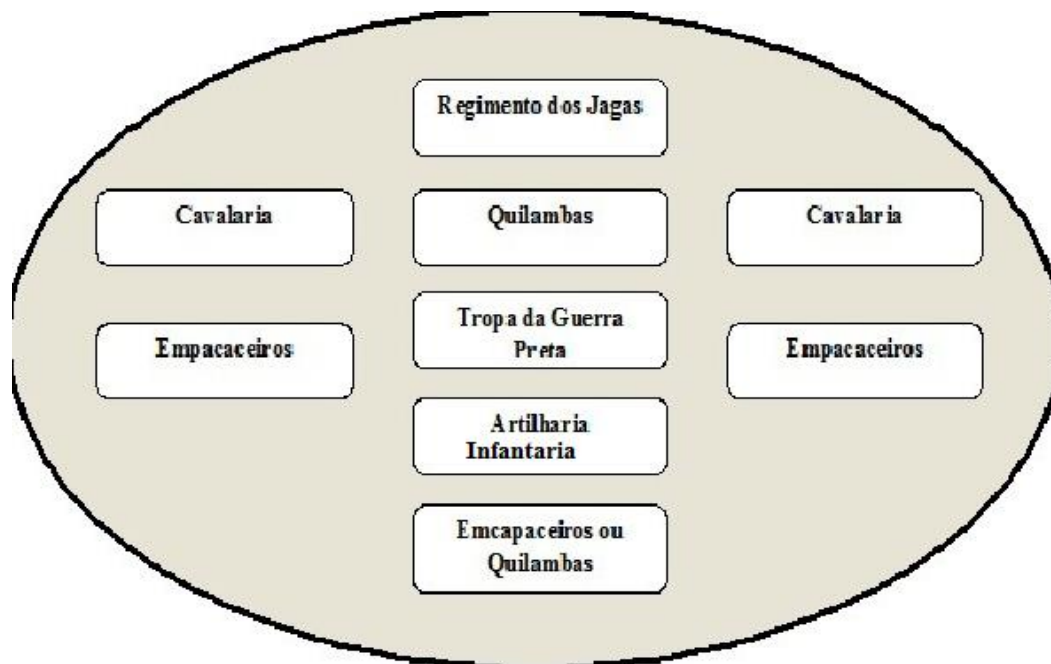 Regimento dos Jagas
Cavalaria
Quilambas
Cavalaria
Empacaceiros
Tropa da Guerra
Preta
Empacaceiros
Artilharia
Infantaria
Emcapaceiros ou
Quilambas